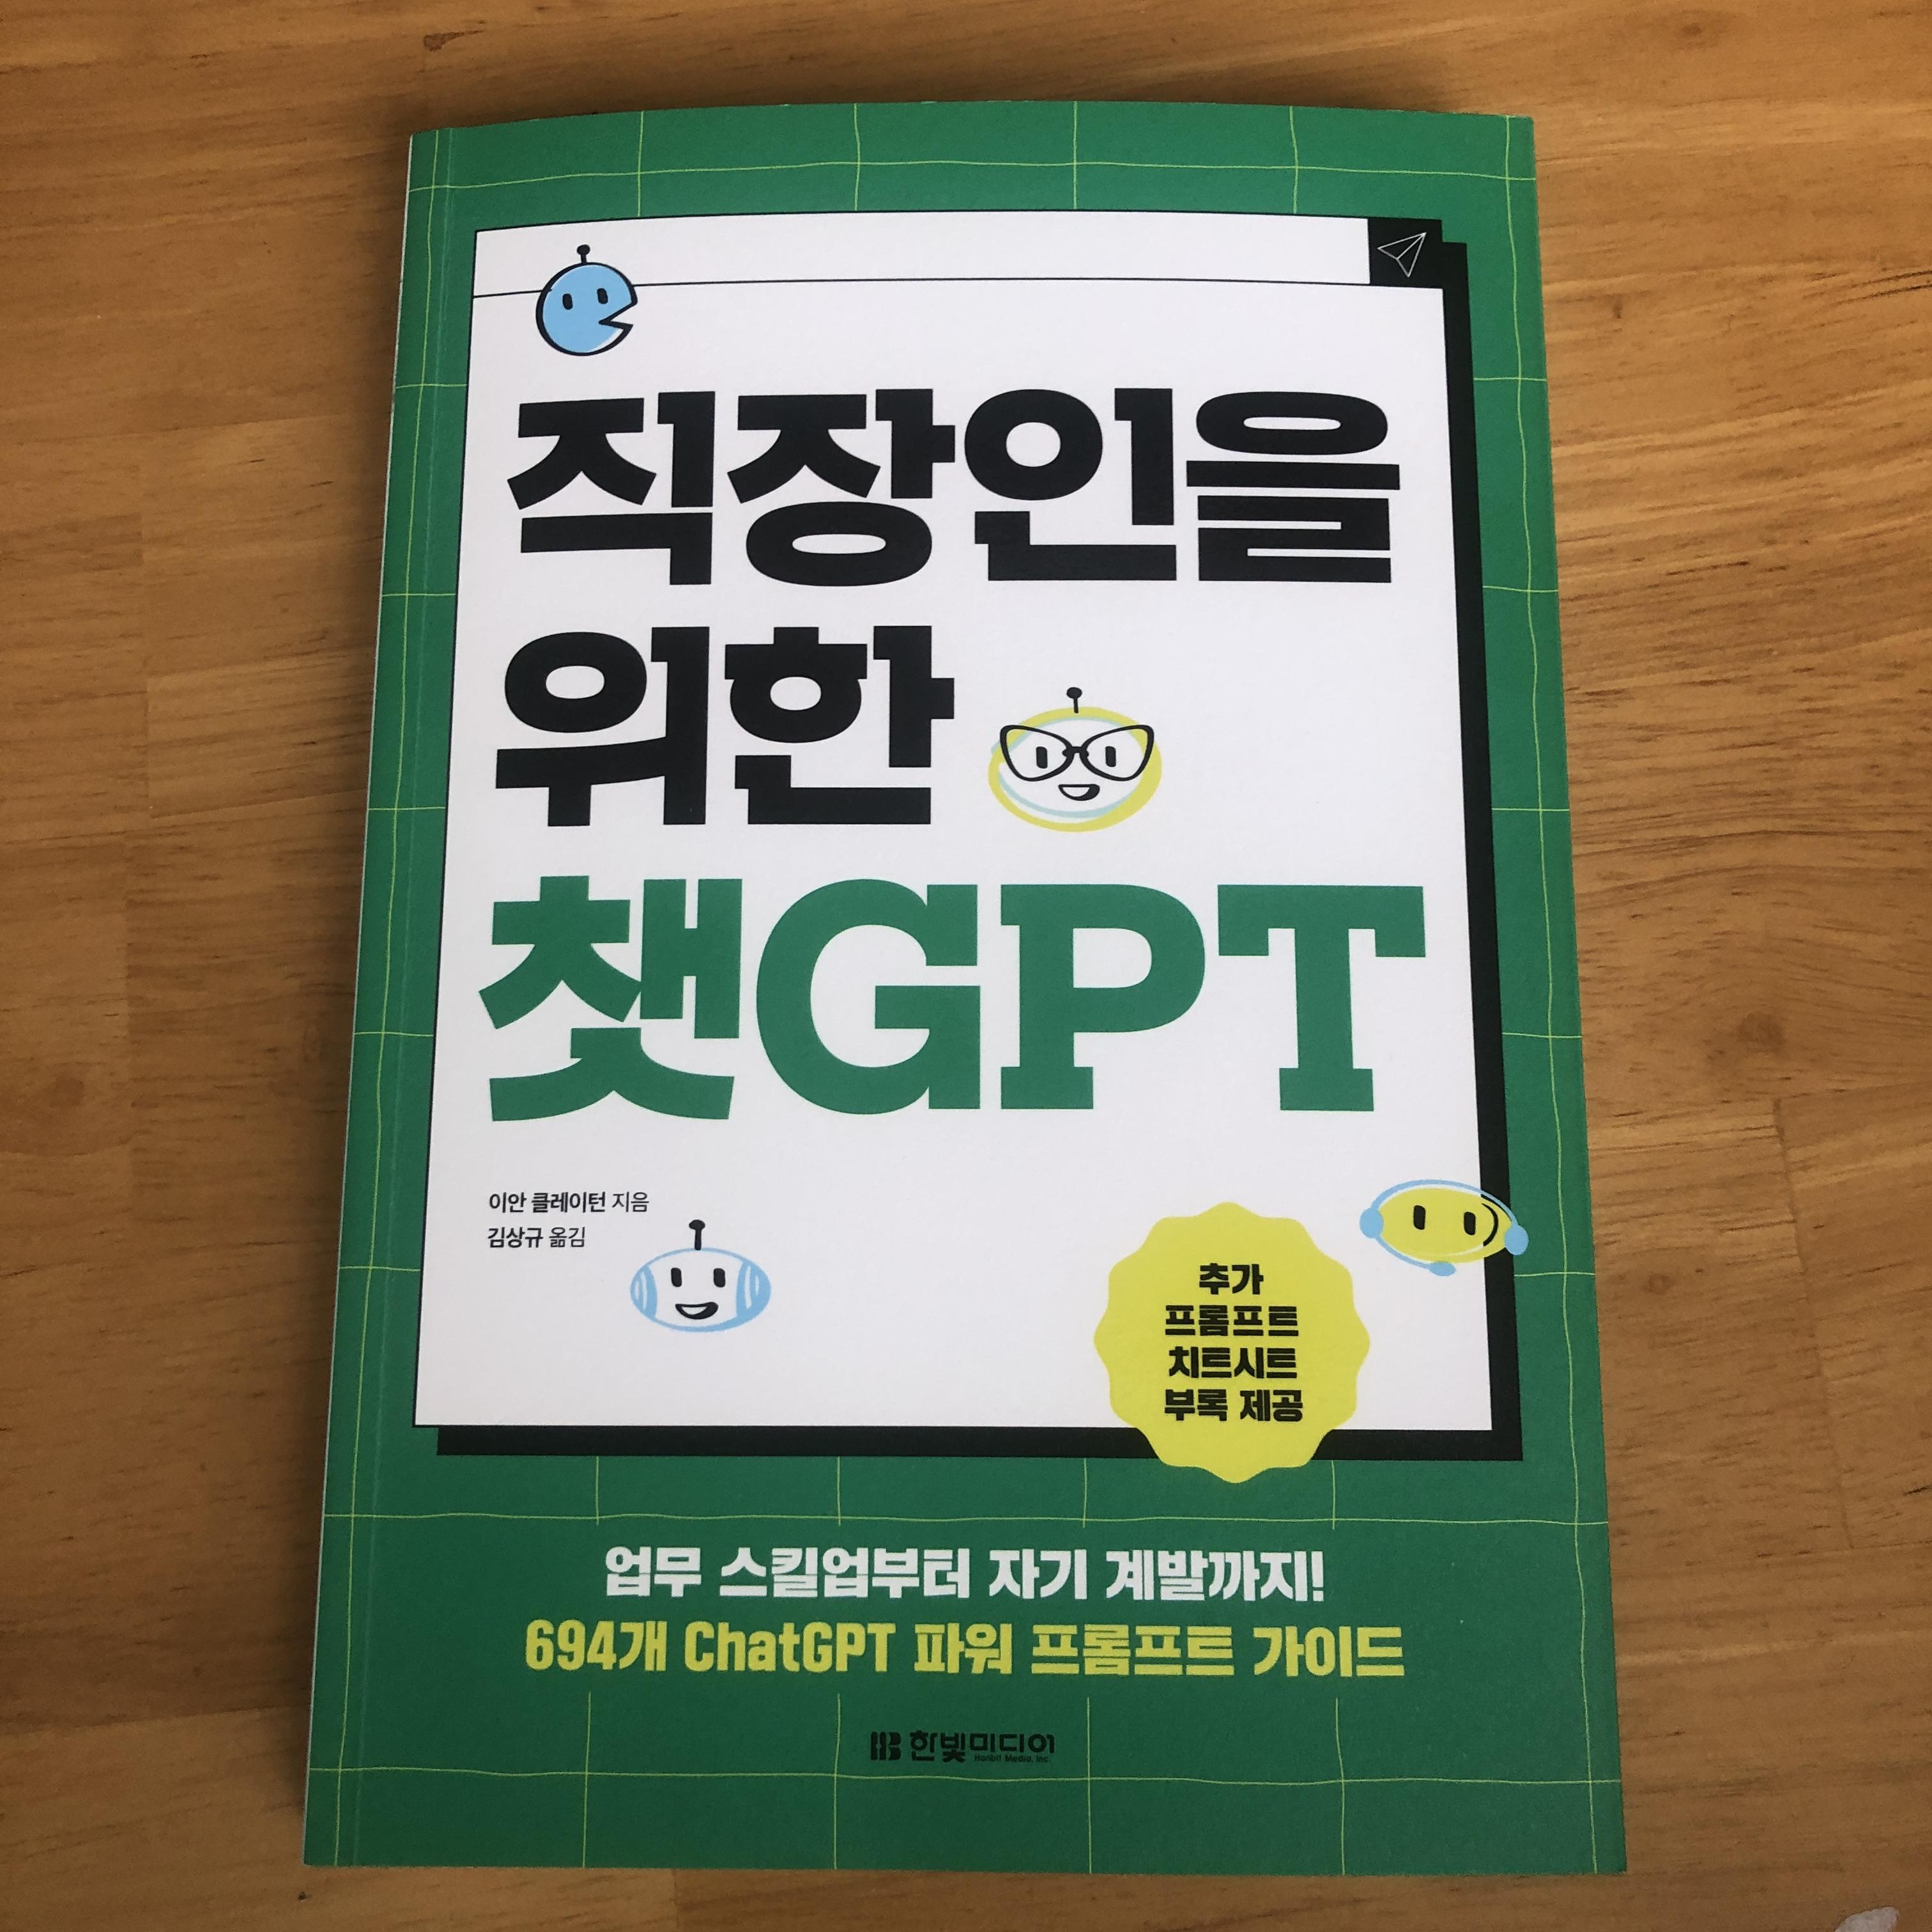 직장인을
위한
챗GPT
이안 클레이턴 지음
김상규 옮김
추가
프롬프트
치트시트
부록 제공
업무 스킬업부터 자기 계발까지!
694개 ChatGPT 파워 프롬프트 가이드
한빛미디어
Hanbit Media, Inc.